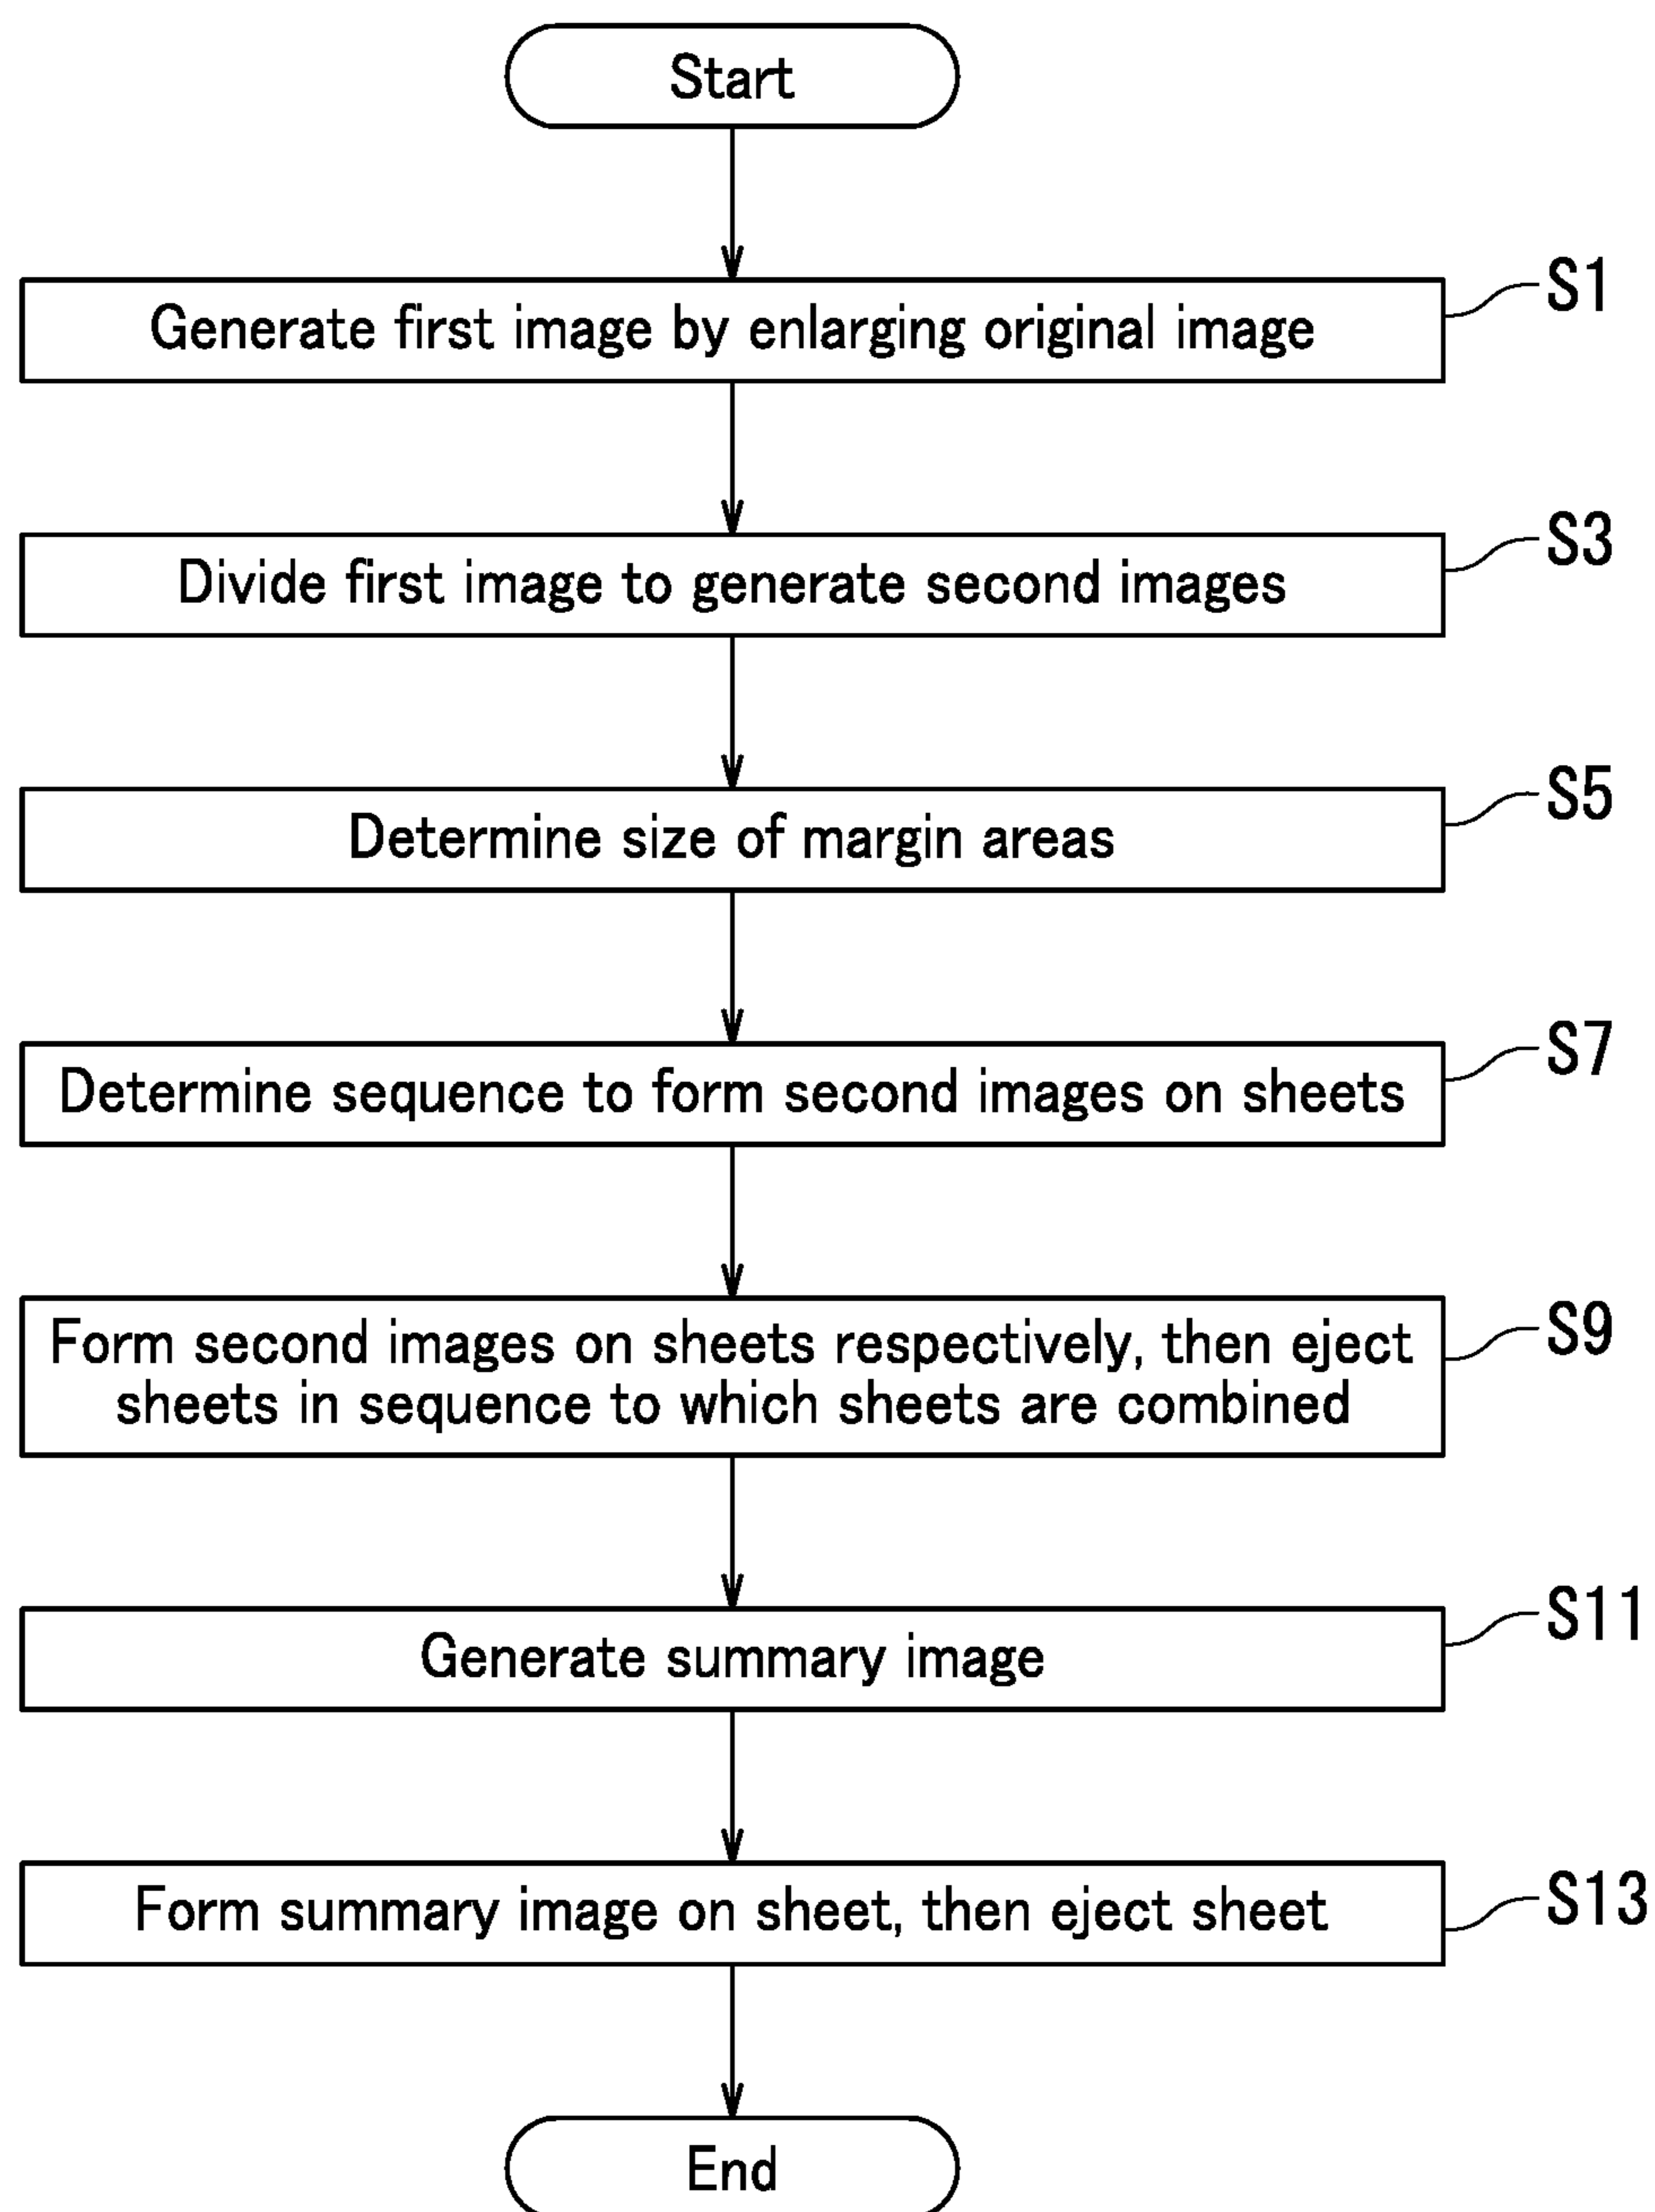 Start
S1
Generate first image by enlarging original image
S3
Divide first image to generate second images
S5
Determine size of margin areas
S7
Determine sequence to form second images on sheets
S9
Form second images on sheets respectively, then eject
sheets in sequence to which sheets are combined
S11
Generate summary image
S13
Form summary image on sheet, then eject sheet
End